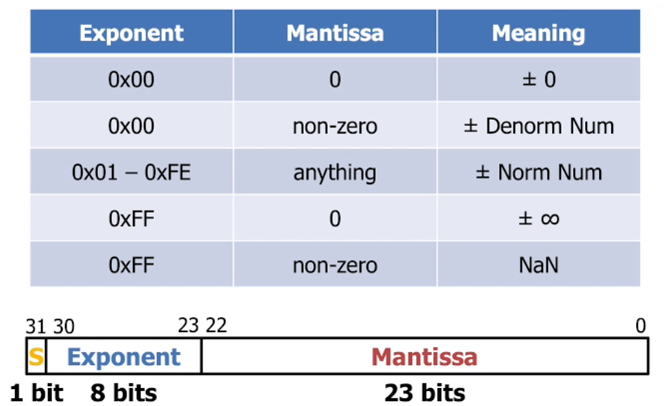 Exponent Mantissa Meaning
0x00 0 ± 0
0x00 non-zero ± Denorm Num
0x01 – 0xFE anything ± Norm Num
0xFF 0 ± ∞
0xFF non-zero NaN
31 30 23 22 0
S Exponent Mantissa
1 bit 8 bits 23 bits